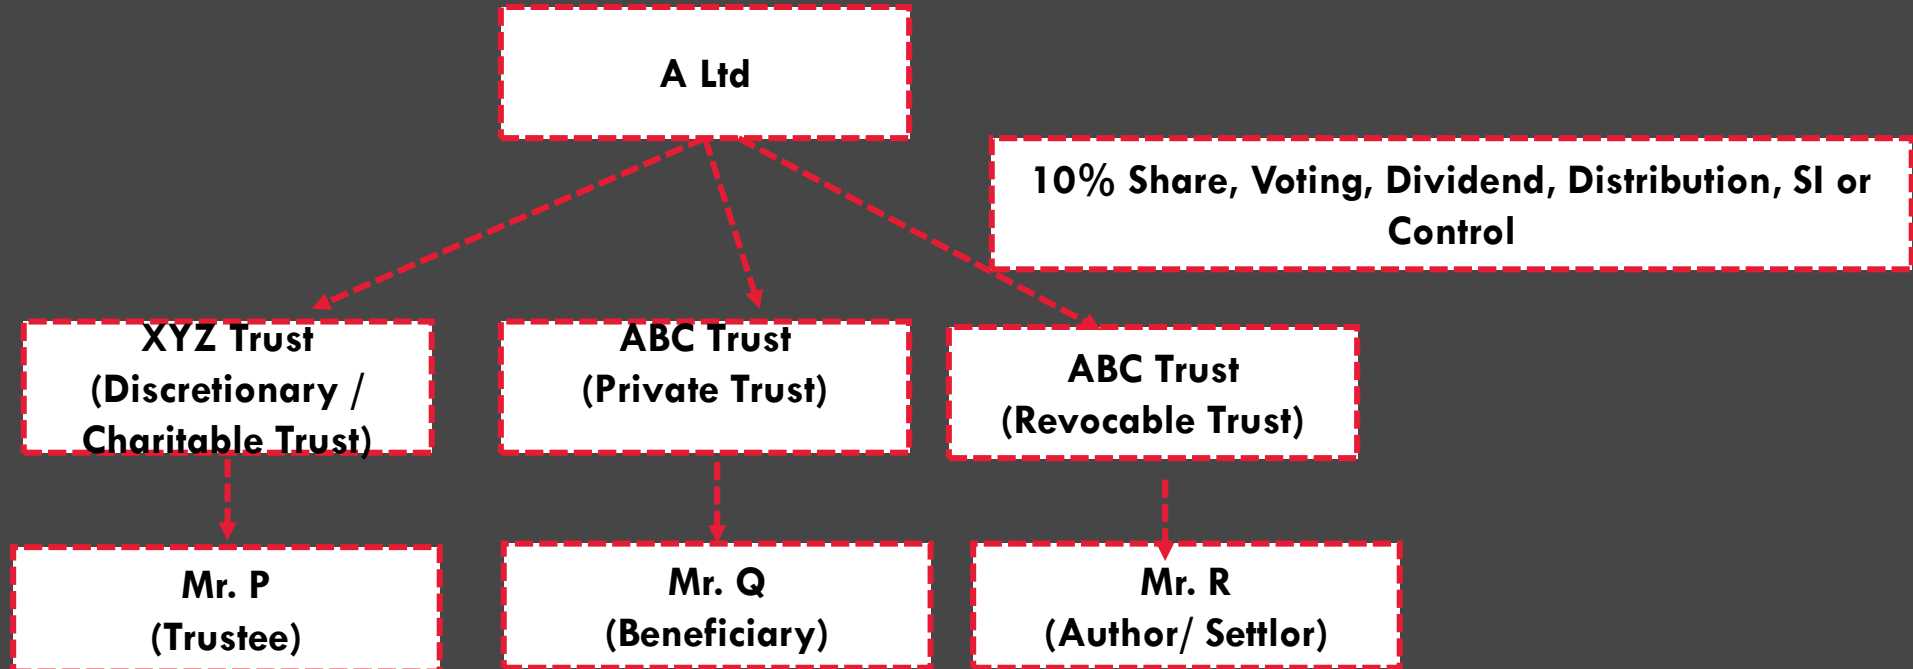 A Ltd
10% Share, Voting, Dividend, Distribution, SI or
Control
XYZ Trust
(Discretionary /
Charitable Trust)
ABC Trust
(Private Trust)
ABC Trust
(Revocable Trust)
Mr. P
(Trustee)
Mr. Q
(Beneficiary)
Mr. R
(Author/ Settlor)